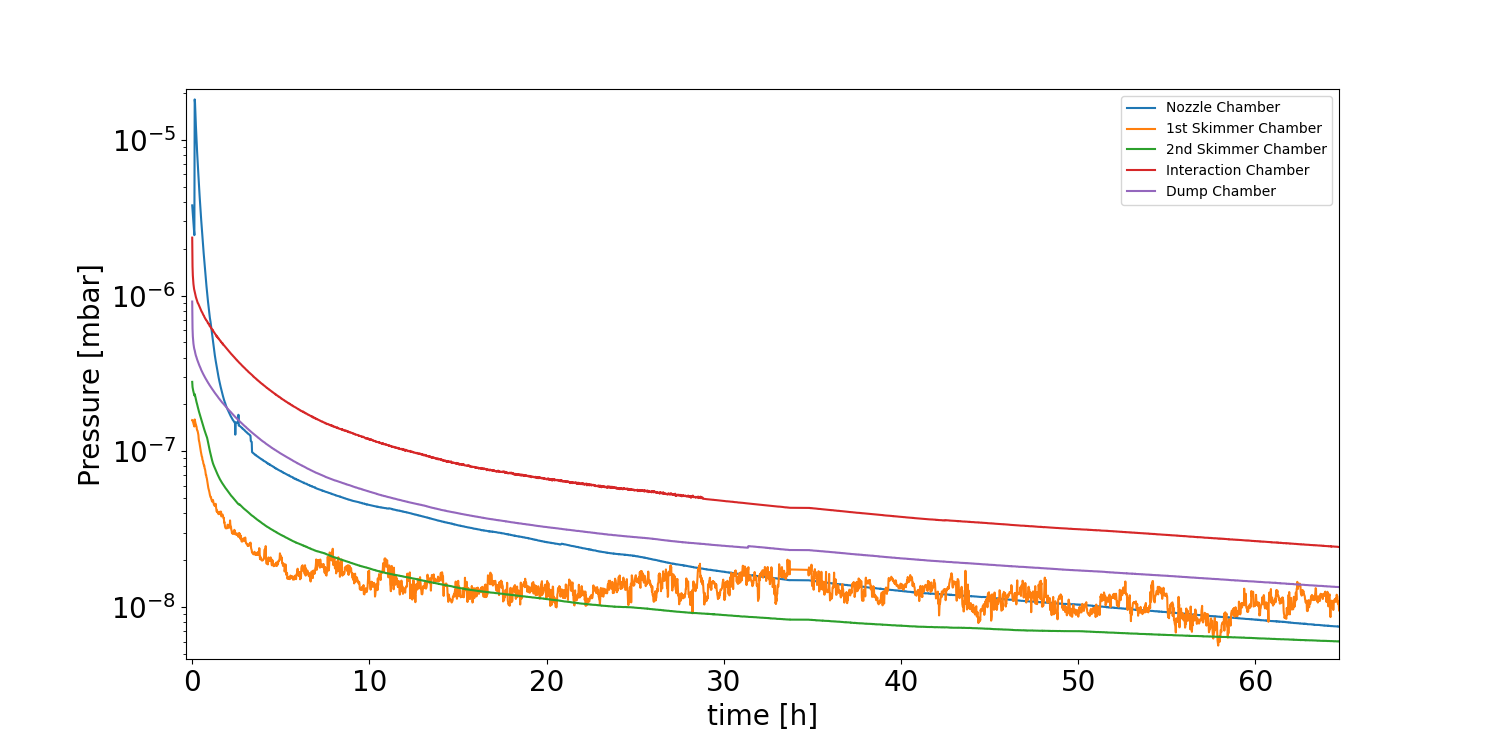 Pressure [mbar]
10⁻⁵
10⁻⁶
10⁻⁷
10⁻⁸
Nozzle Chamber
1st Skimmer Chamber
2nd Skimmer Chamber
Interaction Chamber
Dump Chamber
0 10 20 30 40 50 60
time [h]